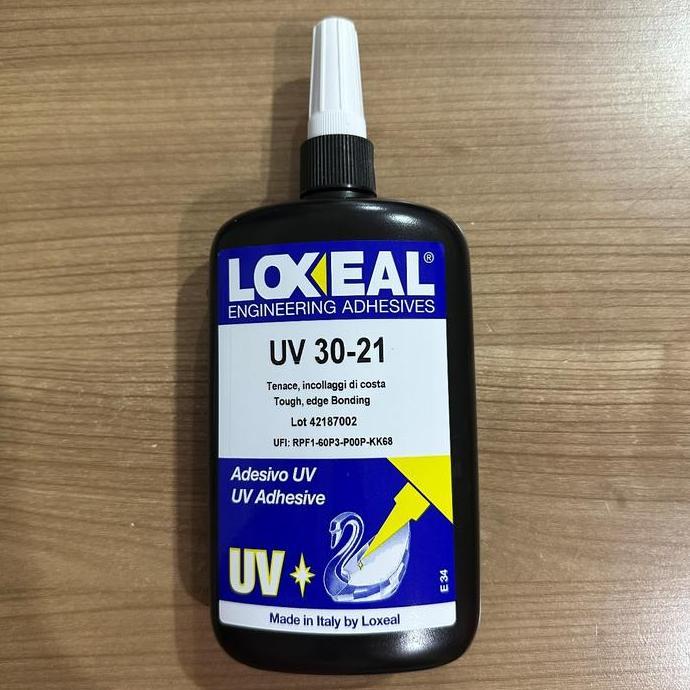 LOXEAL®
ENGINEERING ADHESIVES
UV 30-21
Tenace, incollaggi di costa
Tough, edge Bonding
Lot 42187002
UFI: RPF1-60P3-P00P-KK68
Adesivo UV
UV Adhesive
UV
E 34
Made in Italy by Loxeal